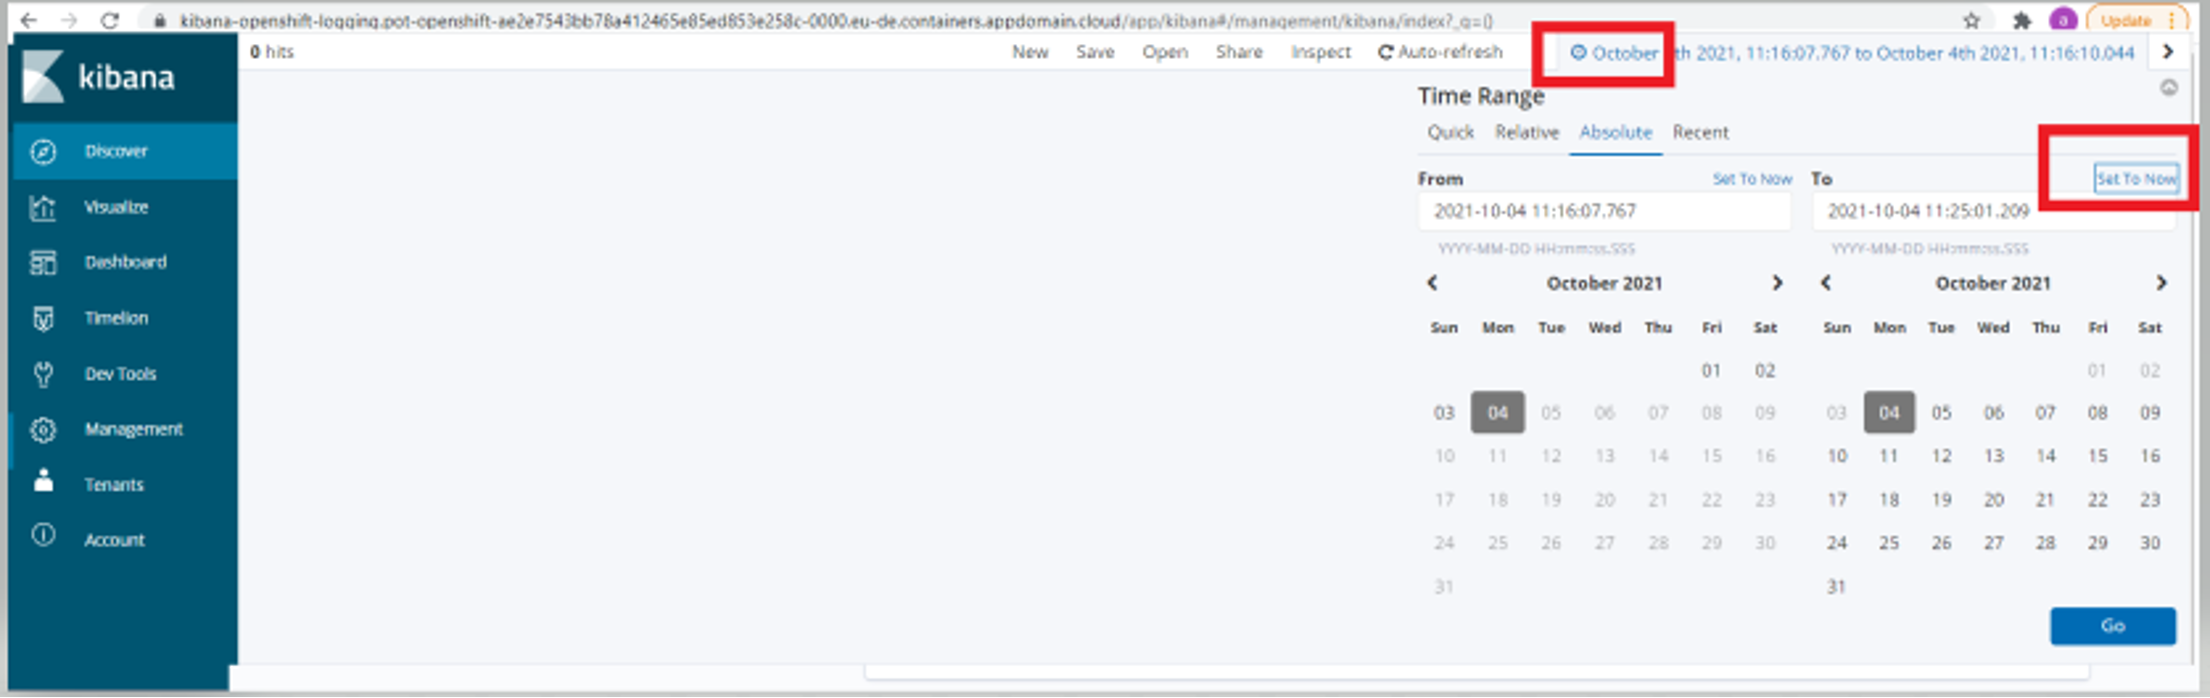 kibana-openshift-logging.pot-openshift-ae2e7543bb78a412465e85ed853e258c-0000.eu-de.containers.appdomain.cloud/app/kibana#/management/kibana/index?_g=() a Update
kibana
0 hits New Save Open Share Inspect Auto-refresh October th 2021, 11:16:07.767 to October 4th 2021, 11:16:10.044
Discover
Visualize
Dashboard
Timelion
Dev Tools
Management
Tenants
Account
Time Range
Quick Relative Absolute Recent
From Set To Now To Set To Now
2021-10-04 11:16:07.767 2021-10-04 11:25:01.209
YYYY-MM-DD HH:mm:ss.SSS YYYY-MM-DD HH:mm:ss.SSS
October 2021 October 2021
Sun Mon Tue Wed Thu Fri Sat Sun Mon Tue Wed Thu Fri Sat
01 02 01 02
03 04 05 06 07 08 09 03 04 05 06 07 08 09
10 11 12 13 14 15 16 10 11 12 13 14 15 16
17 18 19 20 21 22 23 17 18 19 20 21 22 23
24 25 26 27 28 29 30 24 25 26 27 28 29 30
31 31
Go